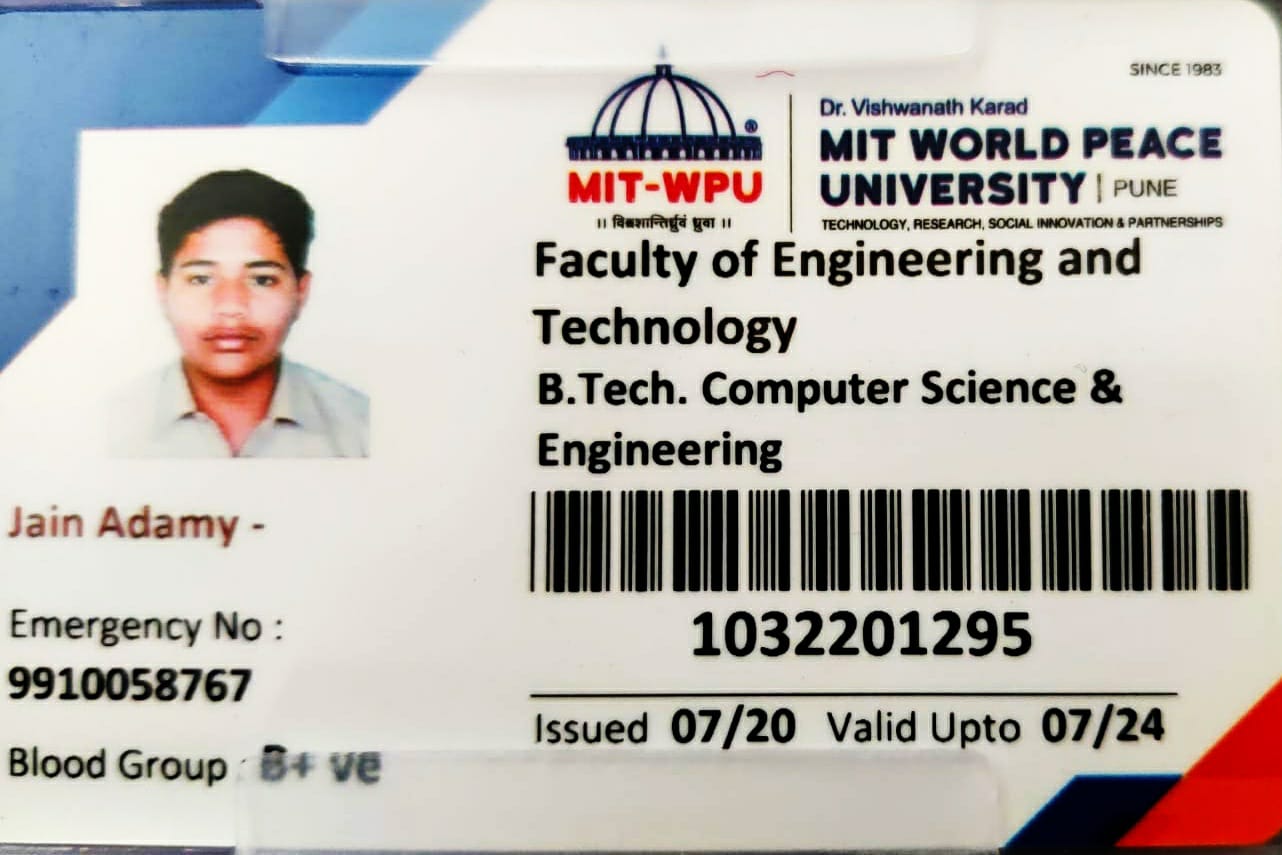 SINCE 1983
Dr. Vishwanath Karad
MIT WORLD PEACE
UNIVERSITY | PUNE
TECHNOLOGY, RESEARCH, SOCIAL INNOVATION & PARTNERSHIPS
®
MIT-WPU
॥ विश्वशान्तिर्ध्रुवं ध्रुवा ॥
Faculty of Engineering and
Technology
B.Tech. Computer Science &
Engineering
1032201295
Issued 07/20 Valid Upto 07/24
Jain Adamy -
Emergency No :
9910058767
Blood Group : B+ ve